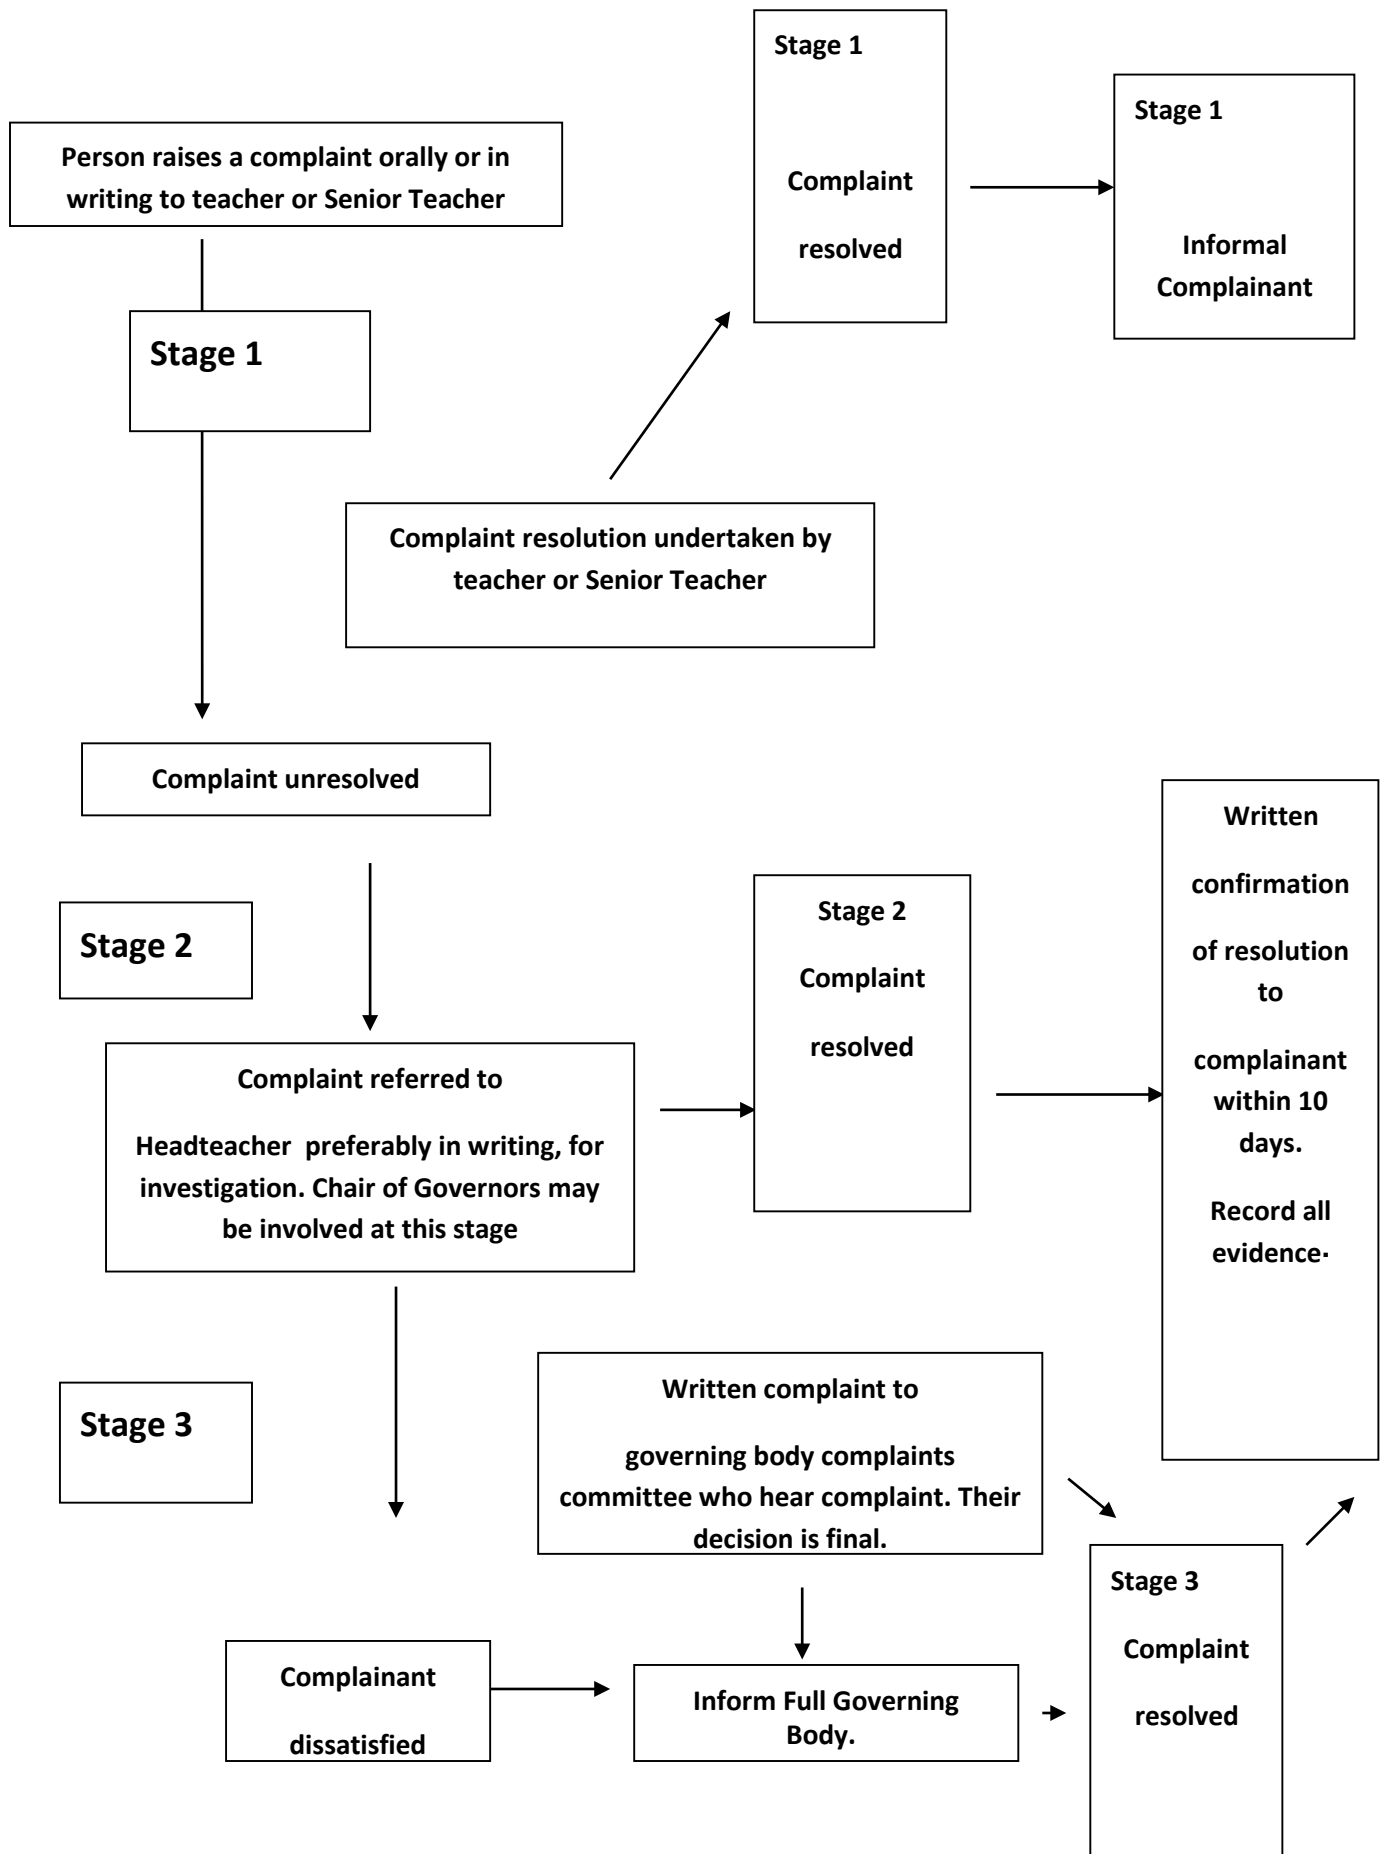 Stage 1
Complaint
resolved
Stage 1
Informal
Complainant
Person raises a complaint orally or in
writing to teacher or Senior Teacher
Stage 1
Complaint resolution undertaken by
teacher or Senior Teacher
Complaint unresolved
Stage 2
Complaint referred to
Headteacher  preferably in writing, for
investigation. Chair of Governors may
be involved at this stage
Stage 2
Complaint
resolved
Written
confirmation
of resolution
to
complainant
within 10
days.
Record all
evidence.
Stage 3
Written complaint to
governing body complaints
committee who hear complaint. Their
decision is final.
Complainant
dissatisfied
Inform Full Governing
Body.
Stage 3
Complaint
resolved